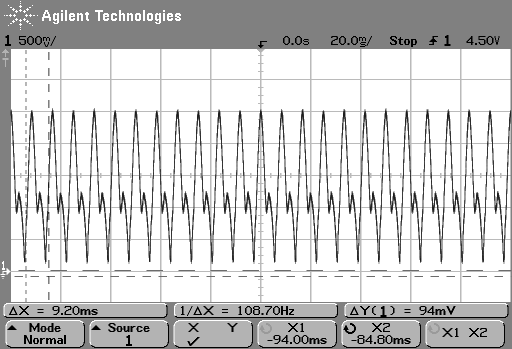 Agilent Technologies
1 500mV/ 0.0s 20.0ms/ Stop 1 4.50V
1
ΔX = 9.20ms 1/ΔX = 108.70Hz ΔY(1) = 94mV
Mode Source X Y X1 X2 X1 X2
Normal 1 -94.00ms -84.80ms